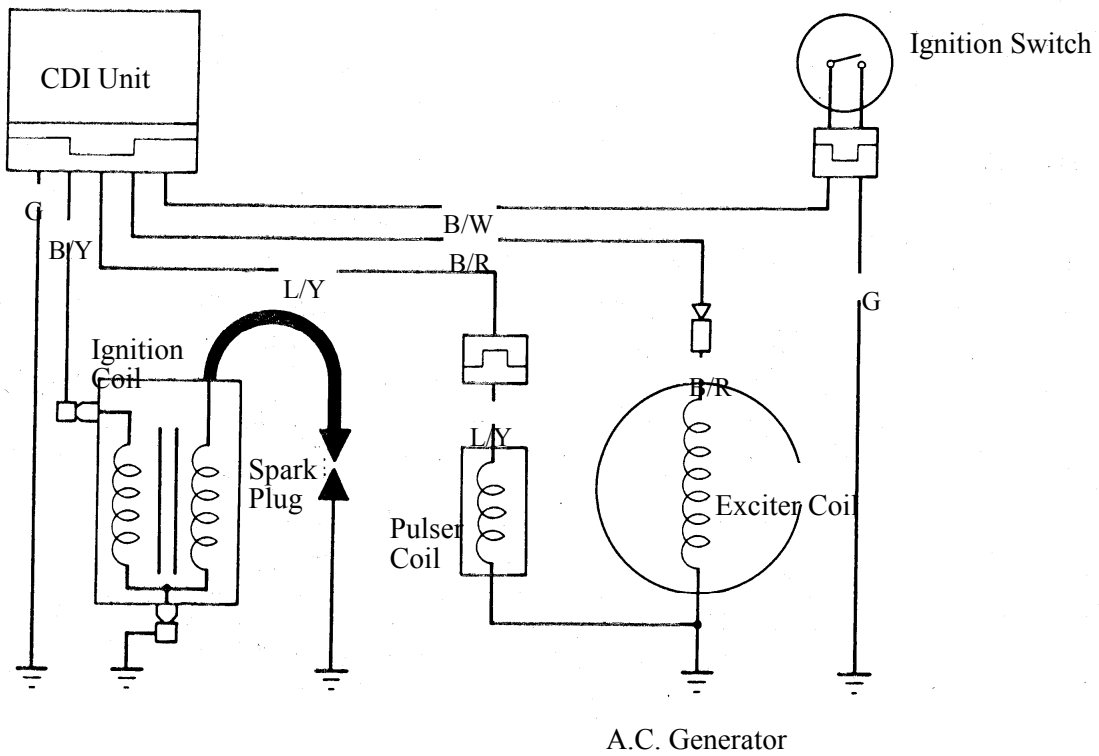 Ignition Switch
CDI Unit
G
B/W
B/Y
B/R
L/Y
G
Ignition
Coil
B/R
L/Y
Spark
Plug
Exciter Coil
Pulser
Coil
A.C. Generator